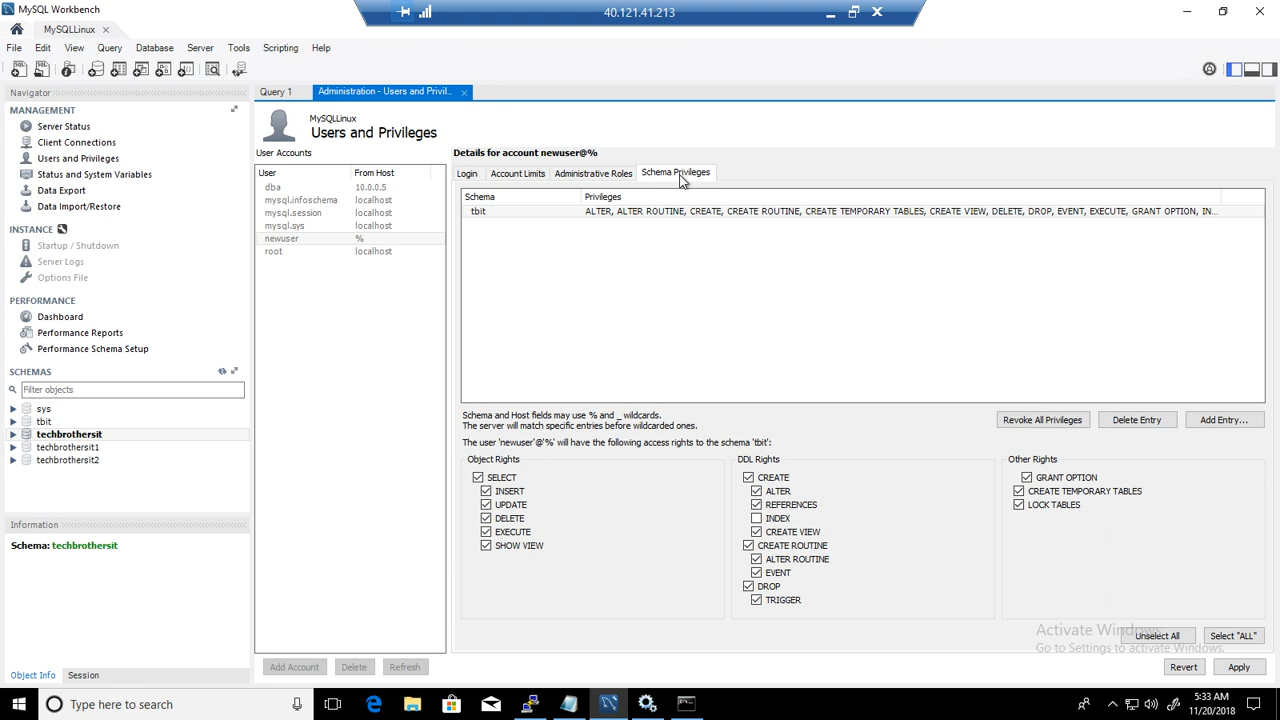 MySQL Workbench
40.121.41.213
MySQLLinux
File Edit View Query Database Server Tools Scripting Help
Navigator
MANAGEMENT
Server Status
Client Connections
Users and Privileges
Status and System Variables
Data Export
Data Import/Restore
INSTANCE
Startup / Shutdown
Server Logs
Options File
PERFORMANCE
Dashboard
Performance Reports
Performance Schema Setup
SCHEMAS
Filter objects
sys
tbit
techbrothersit
techbrothersit1
techbrothersit2
Information
Schema: techbrothersit
Object Info Session
Query 1 Administration - Users and Privil...
MySQLLinux
Users and Privileges
User Accounts
User From Host
dba 10.0.0.5
mysql.infoschema localhost
mysql.session localhost
mysql.sys localhost
newuser %
root localhost
Add Account Delete Refresh
Details for account newuser@%
Login Account Limits Administrative Roles Schema Privileges
Schema Privileges
tbit ALTER, ALTER ROUTINE, CREATE, CREATE ROUTINE, CREATE TEMPORARY TABLES, CREATE VIEW, DELETE, DROP, EVENT, EXECUTE, GRANT OPTION, IN...
Schema and Host fields may use % and _ wildcards.
The server will match specific entries before wildcarded ones.
Revoke All Privileges Delete Entry Add Entry...
The user 'newuser'@'%' will have the following access rights to the schema 'tbit':
Object Rights
SELECT
INSERT
UPDATE
DELETE
EXECUTE
SHOW VIEW
DDL Rights
CREATE
ALTER
REFERENCES
INDEX
CREATE VIEW
CREATE ROUTINE
ALTER ROUTINE
EVENT
DROP
TRIGGER
Other Rights
GRANT OPTION
CREATE TEMPORARY TABLES
LOCK TABLES
Activate Windows
Go to Settings to activate Windows.
Unselect All Select "ALL"
Revert Apply
Type here to search
5:33 AM
11/20/2018